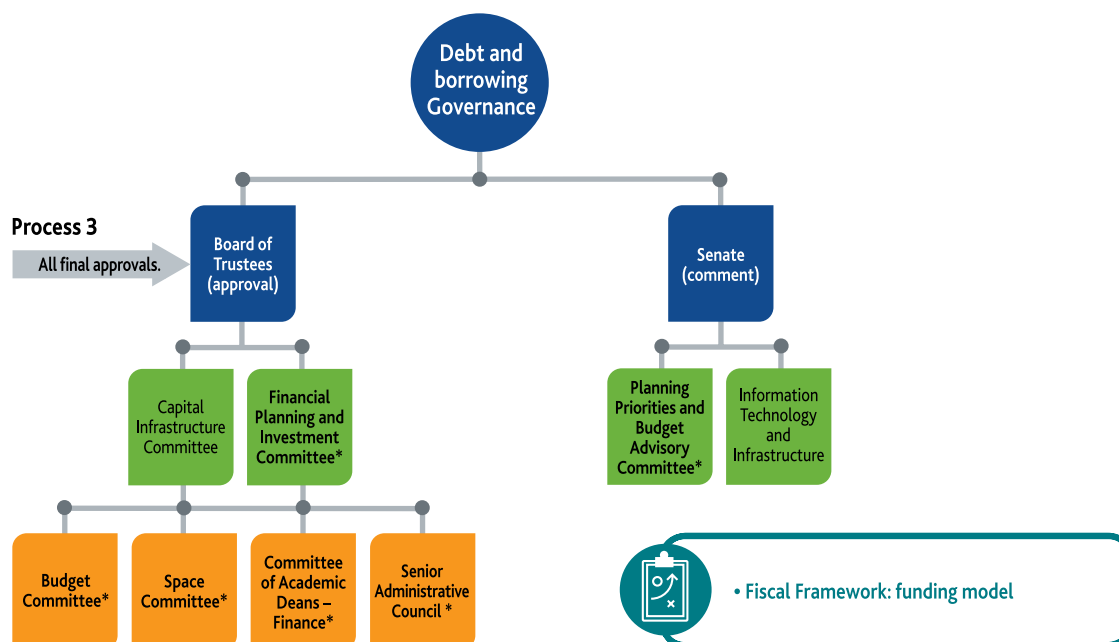 Debt and
borrowing
Governance
Process 3
All final approvals.
Board of
Trustees
(approval)
Senate
(comment)
Capital
Infrastructure
Committee
Financial
Planning and
Investment
Committee*
Planning
Priorities and
Budget
Advisory
Committee*
Information
Technology
and
Infrastructure
Budget
Committee*
Space
Committee*
Committee
of Academic
Deans –
Finance*
Senior
Administrative
Council *
• Fiscal Framework: funding model